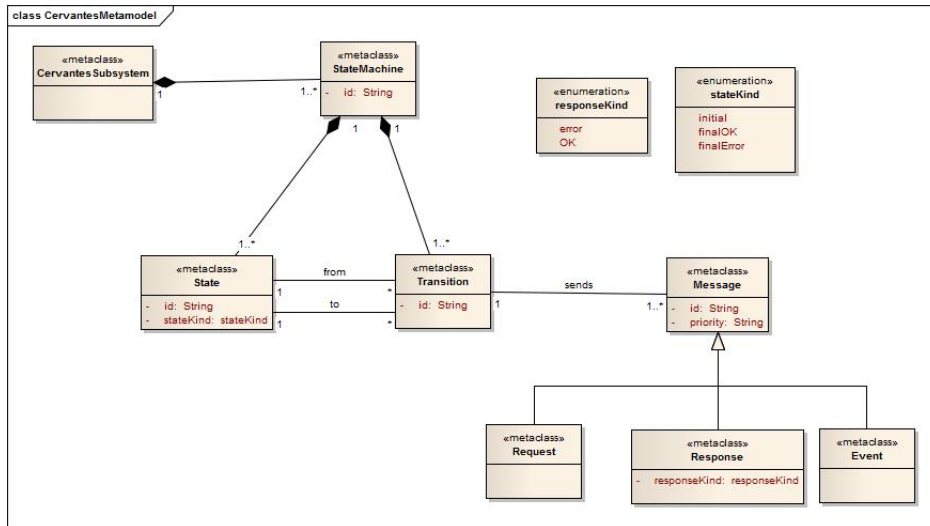 class CervantesMetamodel
«metaclass»
CervantesSubsystem
1
«metaclass»
StateMachine
- id: String
1..*
1
1
«enumeration»
responseKind
error
OK
«enumeration»
stateKind
initial
finalOK
finalError
1..*
1..*
«metaclass»
State
- id: String
- stateKind: stateKind
from
1
*
to
1
*
«metaclass»
Transition
- id: String
sends
1
1..*
«metaclass»
Message
- id: String
- priority: String
«metaclass»
Request
«metaclass»
Response
- responseKind: responseKind
«metaclass»
Event